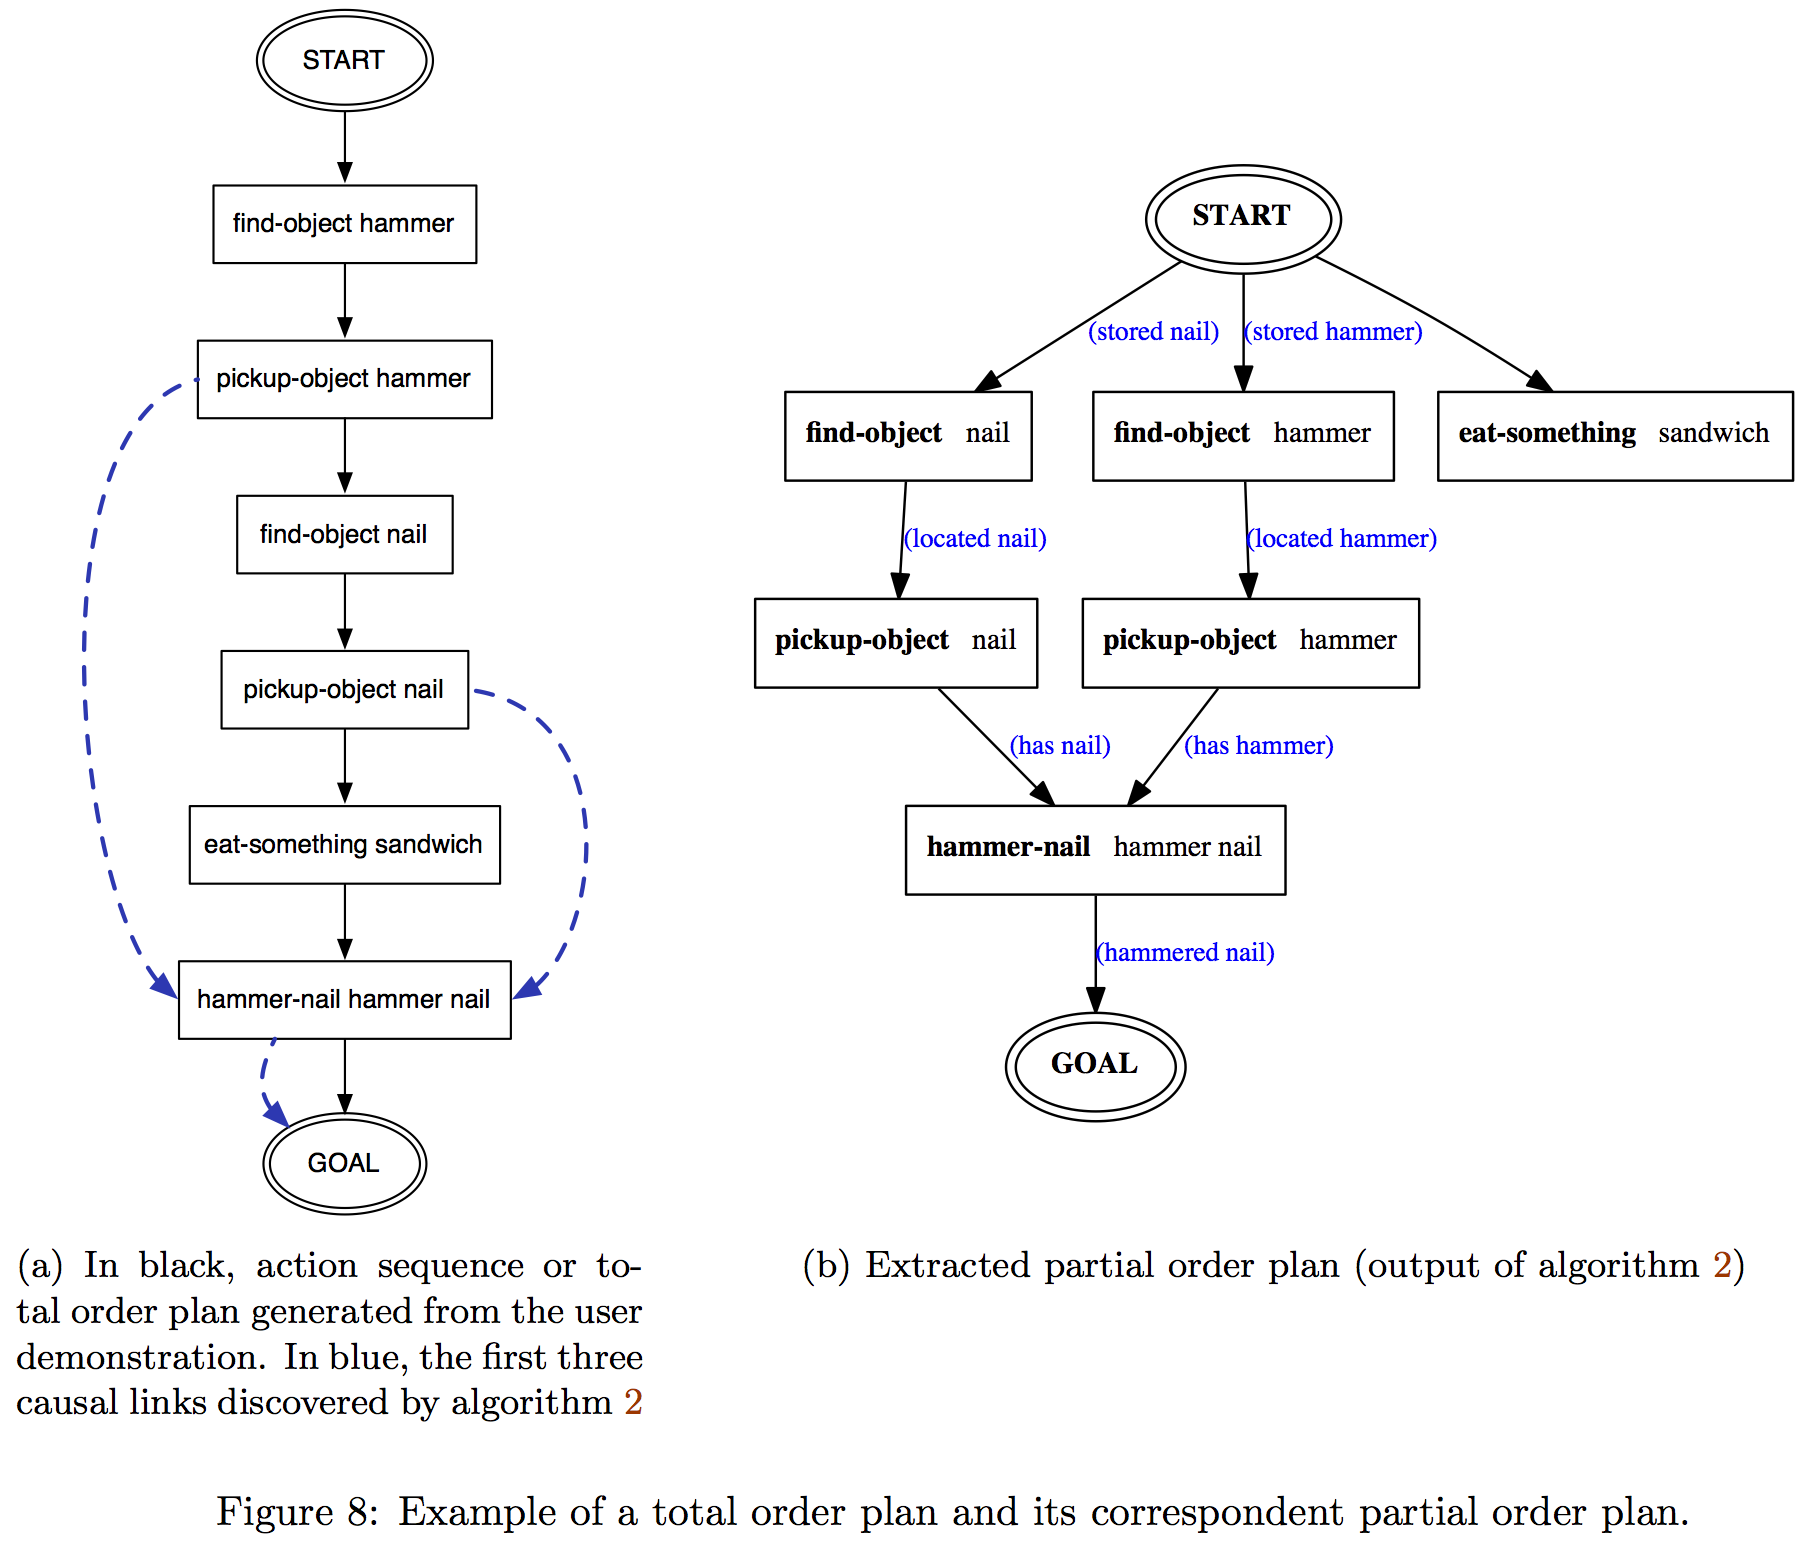 START
find-object hammer
pickup-object hammer
find-object nail
pickup-object nail
eat-something sandwich
hammer-nail hammer nail
GOAL
(a) In black, action sequence or to-
tal order plan generated from the user
demonstration. In blue, the first three
causal links discovered by algorithm 2
START
(stored nail) (stored hammer)
find-object nail
find-object hammer
eat-something sandwich
(located nail) (located hammer)
pickup-object nail
pickup-object hammer
(has nail) (has hammer)
hammer-nail hammer nail
(hammered nail)
GOAL
(b) Extracted partial order plan (output of algorithm 2)
Figure 8: Example of a total order plan and its correspondent partial order plan.